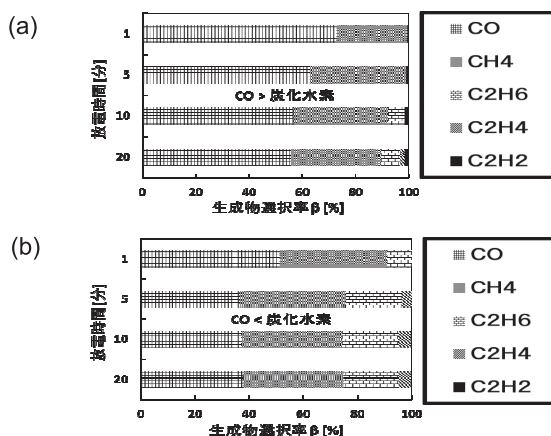 (a)
放電時間[分]
1
5
10
20
CO > 炭化水素
0 20 40 60 80 100
生成物選択率 β [%]
CO
CH4
C2H6
C2H4
C2H2
(b)
放電時間[分]
1
5
10
20
CO < 炭化水素
0 20 40 60 80 100
生成物選択率 β [%]
CO
CH4
C2H6
C2H4
C2H2